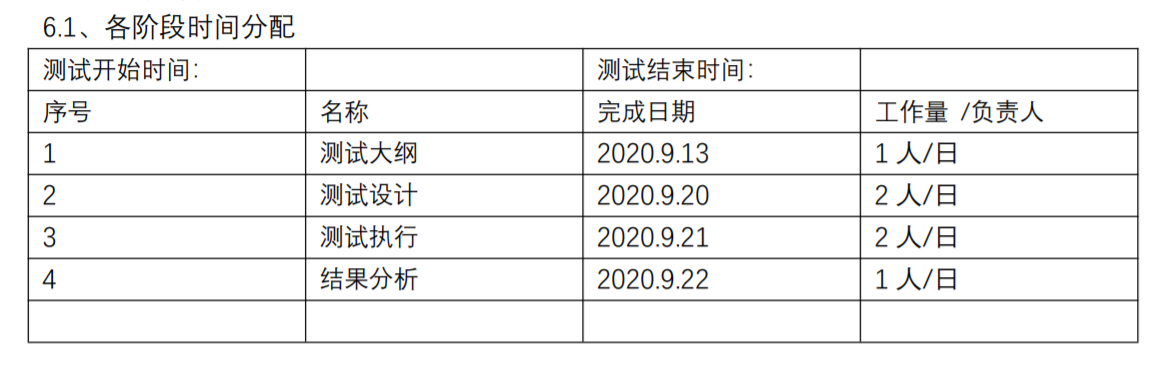 6.1、各阶段时间分配
测试开始时间: 测试结束时间:
序号 名称 完成日期 工作量 /负责人
1 测试大纲 2020.9.13 1 人/日
2 测试设计 2020.9.20 2 人/日
3 测试执行 2020.9.21 2 人/日
4 结果分析 2020.9.22 1 人/日